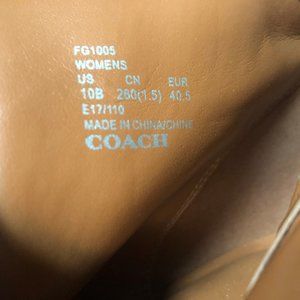 FG1005
WOMENS
US CN EUR
10B 260(1.5) 40.5
E17/110
MADE IN CHINA/CHINE
COACH